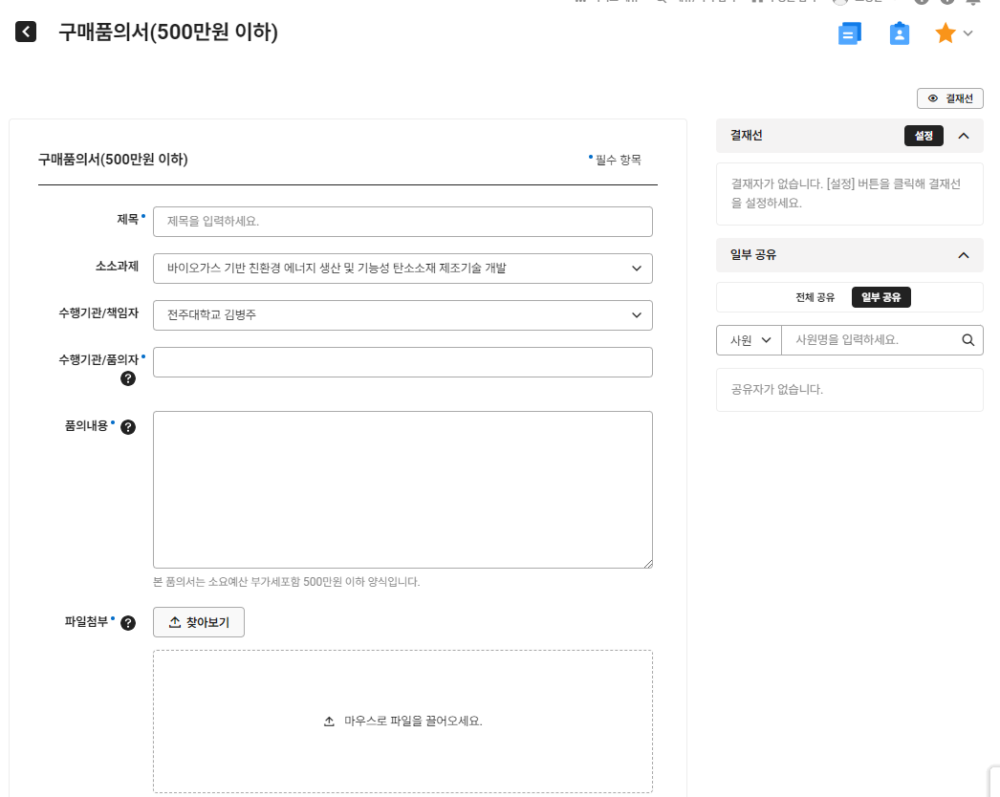 구매품의서(500만원 이하)
결재선
구매품의서(500만원 이하)
필수 항목
제목
제목을 입력하세요.
소소과제
바이오가스 기반 친환경 에너지 생산 및 기능성 탄소소재 제조기술 개발
수행기관/책임자
전주대학교 김병주
수행기관/품의자
?
품의내용 ?
본 품의서는 소요예산 부가세포함 500만원 이하 양식입니다.
파일첨부 ?
찾아보기
마우스로 파일을 끌어오세요.
결재선
설정
결재자가 없습니다. [설정] 버튼을 클릭해 결재선
을 설정하세요.
일부 공유
전체 공유
일부 공유
사원
사원명을 입력하세요.
공유자가 없습니다.